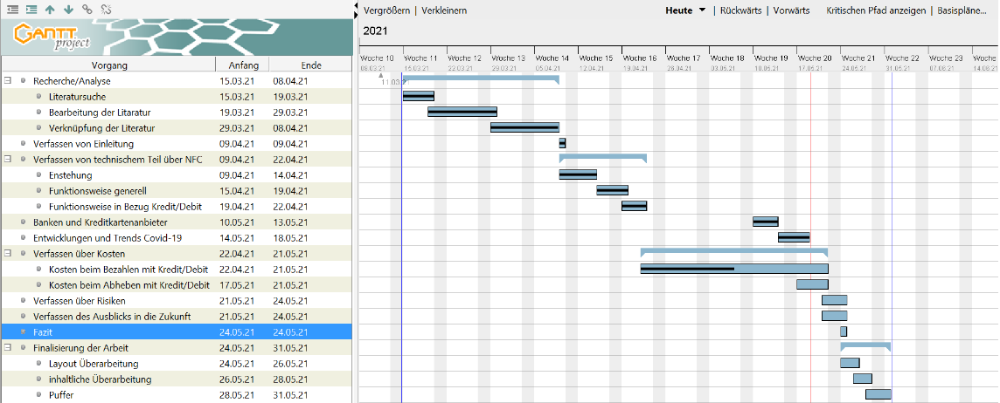 Vergrößern | Verkleinern
Heute | Rückwärts | Vorwärts Kritischen Pfad anzeigen | Basispläne...
2021
GANTT project
Woche 10 Woche 11 Woche 12 Woche 13 Woche 14 Woche 15 Woche 16 Woche 17 Woche 18 Woche 19 Woche 20 Woche 21 Woche 22 Woche 23 Woche 24
08.03.21 15.03.21 22.03.21 29.03.21 05.04.21 12.04.21 19.04.21 26.04.21 03.05.21 10.05.21 17.05.21 24.05.21 31.05.21 07.06.21 14.06.21
Vorgang Anfang Ende
11.03.21
Recherche/Analyse 15.03.21 08.04.21
Literatursuche 15.03.21 19.03.21
Bearbeitung der Litaratur 19.03.21 29.03.21
Verknüpfung der Literatur 29.03.21 08.04.21
Verfassen von Einleitung 09.04.21 09.04.21
Verfassen von technischem Teil über NFC 09.04.21 22.04.21
Enstehung 09.04.21 14.04.21
Funktionsweise generell 15.04.21 19.04.21
Funktionsweise in Bezug Kredit/Debit 19.04.21 22.04.21
Banken und Kreditkartenanbieter 10.05.21 13.05.21
Entwicklungen und Trends Covid-19 14.05.21 18.05.21
Verfassen über Kosten 22.04.21 21.05.21
Kosten beim Bezahlen mit Kredit/Debit 22.04.21 21.05.21
Kosten beim Abheben mit Kredit/Debit 17.05.21 21.05.21
Verfassen über Risiken 21.05.21 24.05.21
Verfassen des Ausblicks in die Zukunft 21.05.21 24.05.21
Fazit 24.05.21 24.05.21
Finalisierung der Arbeit 24.05.21 31.05.21
Layout Überarbeitung 24.05.21 26.05.21
inhaltliche Überarbeitung 26.05.21 28.05.21
Puffer 28.05.21 31.05.21